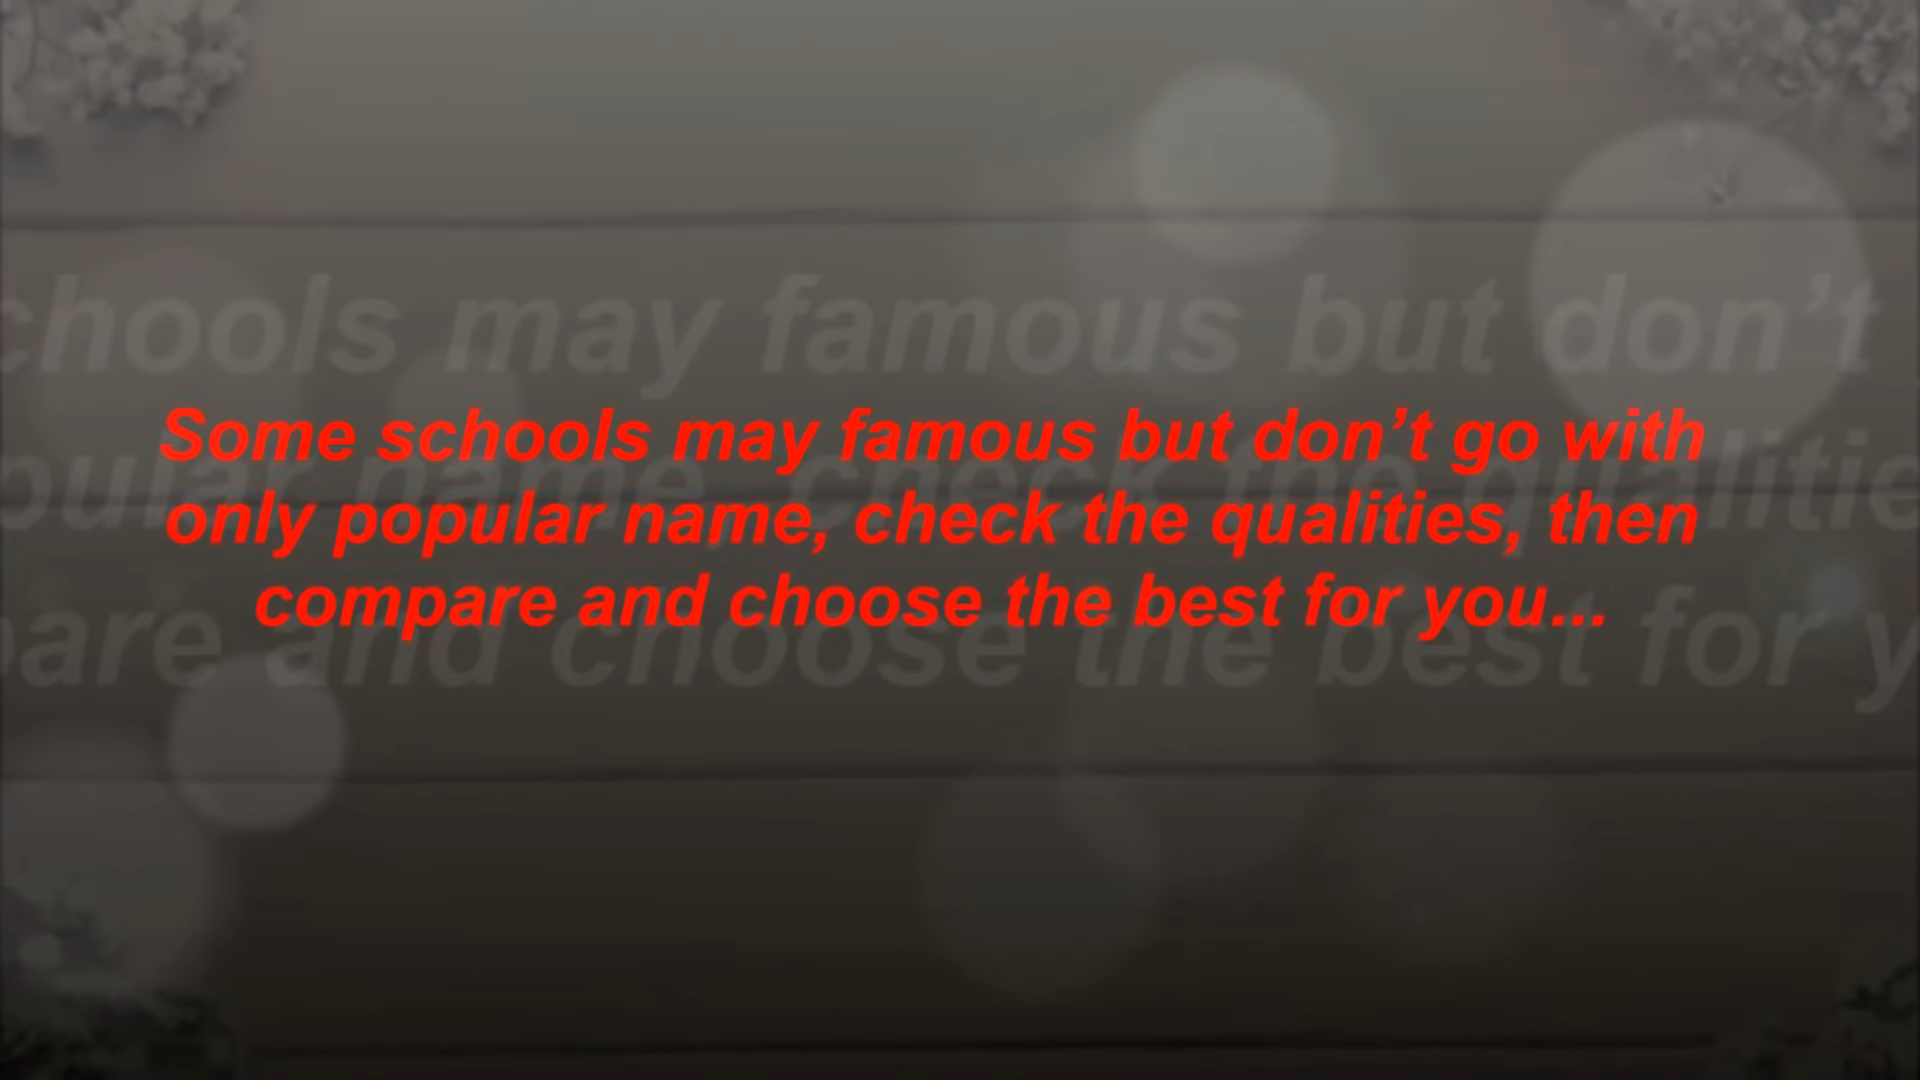 Some schools may famous but don’t go with
only popular name, check the qualities, then
compare and choose the best for you...